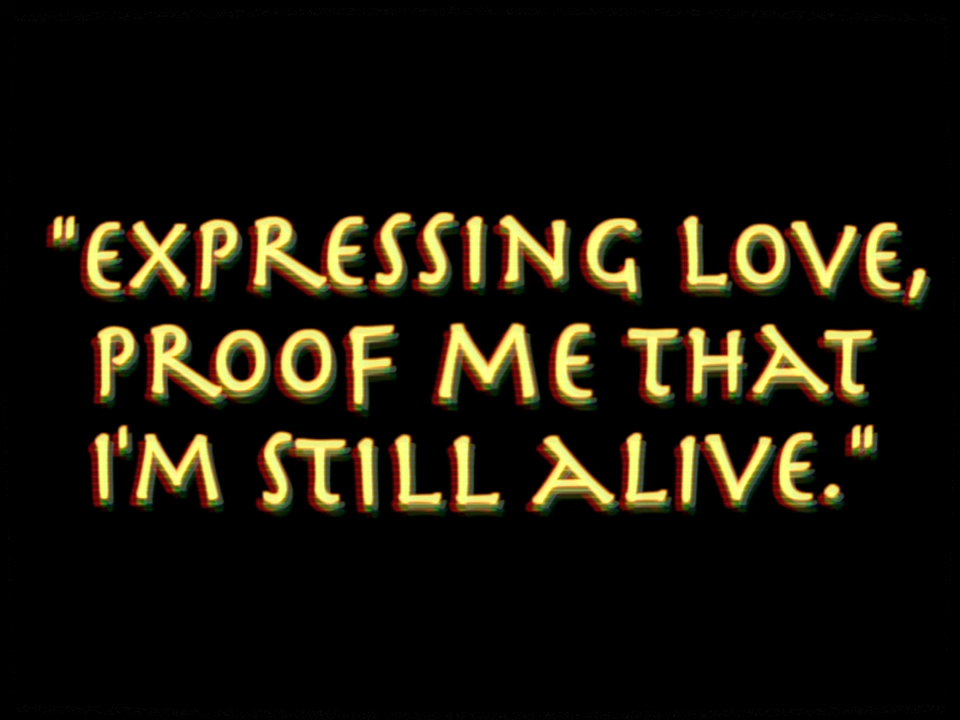 "EXPRESSING LOVE,
PROOF ME THAT
I'M STILL ALIVE."